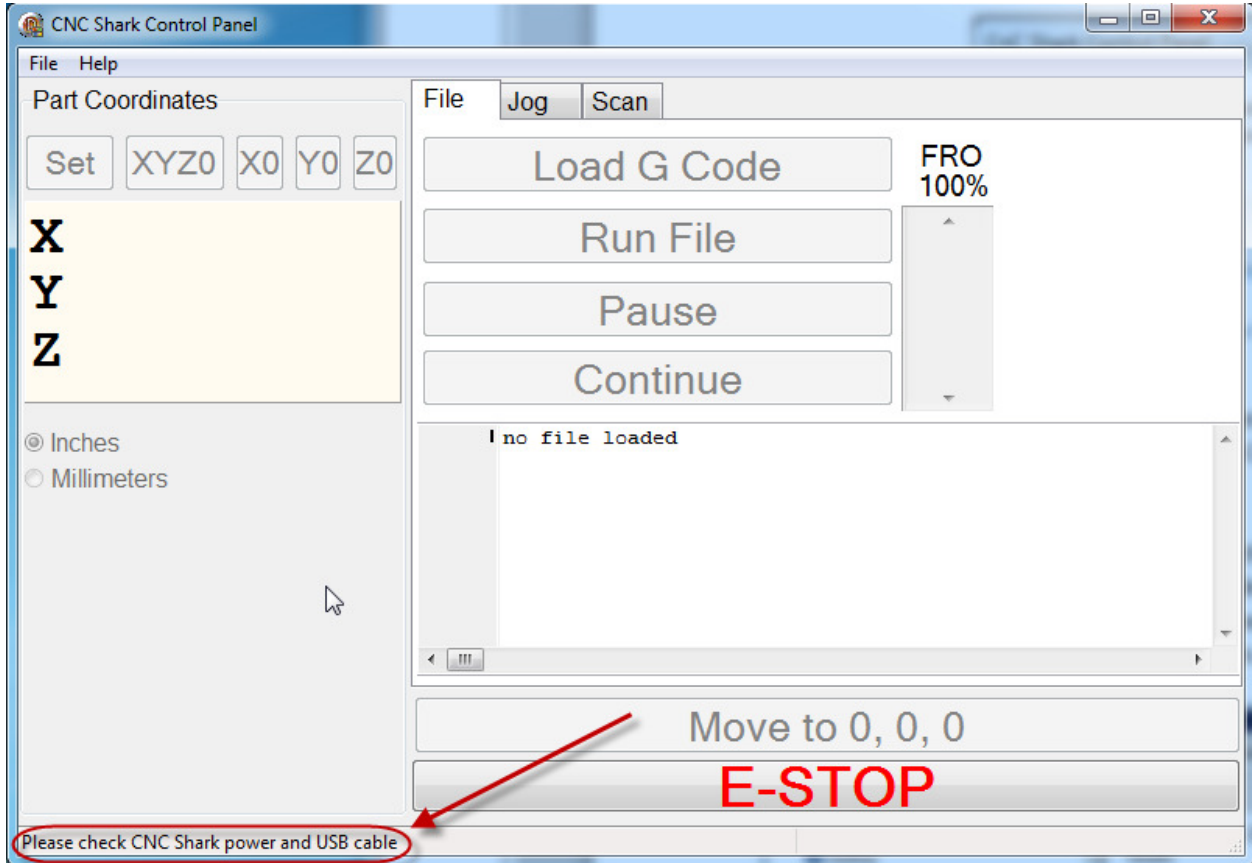 CNC Shark Control Panel
File Help
Part Coordinates
Set XYZ0 X0 Y0 Z0
X
Y
Z
Inches
Millimeters
File Jog Scan
Load G Code
FRO
100%
Run File
Pause
Continue
no file loaded
Move to 0, 0, 0
E-STOP
Please check CNC Shark power and USB cable